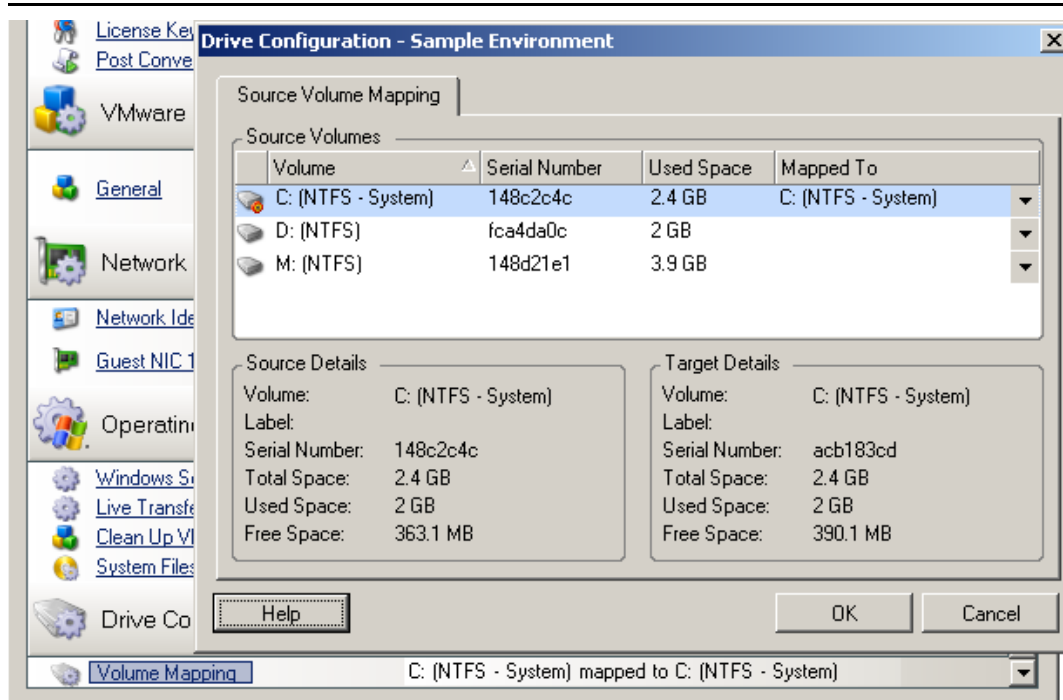 License Key
Post Conve
VMware
General
Network
Network Ide
Guest NIC 1
Operatin
Windows Se
Live Transfe
Clean Up VI
System Files
Drive Co
Volume Mapping
C: (NTFS - System) mapped to C: (NTFS - System)
Drive Configuration - Sample Environment
Source Volume Mapping
Source Volumes
Volume Serial Number Used Space Mapped To
C: (NTFS - System) 148c2c4c 2.4 GB C: (NTFS - System)
D: (NTFS) fca4da0c 2 GB
M: (NTFS) 148d21e1 3.9 GB
Source Details
Volume: C: (NTFS - System)
Label:
Serial Number: 148c2c4c
Total Space: 2.4 GB
Used Space: 2 GB
Free Space: 363.1 MB
Target Details
Volume: C: (NTFS - System)
Label:
Serial Number: acb183cd
Total Space: 2.4 GB
Used Space: 2 GB
Free Space: 390.1 MB
Help
OK
Cancel